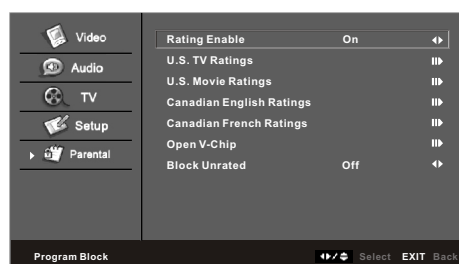 Video
Audio
TV
Setup
Parental
Rating Enable On
U.S. TV Ratings
U.S. Movie Ratings
Canadian English Ratings
Canadian French Ratings
Open V-Chip
Block Unrated Off
Program Block
Select EXIT Back